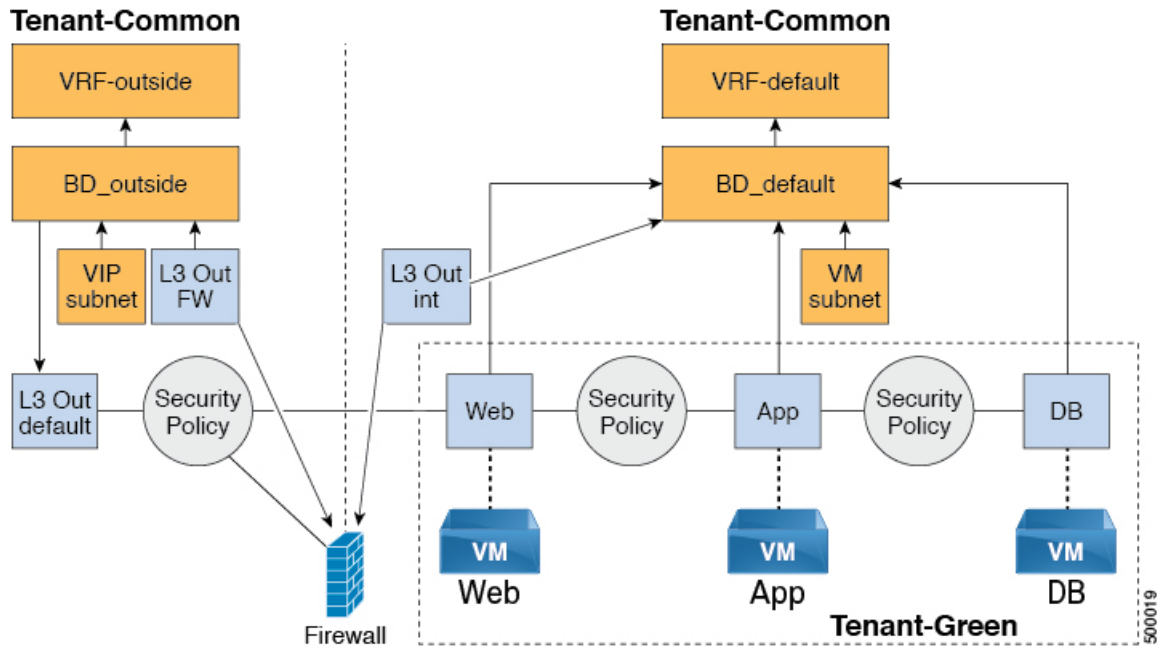 Tenant-Common
Tenant-Common
VRF-outside
VRF-default
BD_outside
BD_default
VIP
subnet
L3 Out
FW
L3 Out
int
VM
subnet
L3 Out
default
Security
Policy
Web
Security
Policy
App
Security
Policy
DB
VM
VM
VM
Web
App
DB
Firewall
Tenant-Green
500019